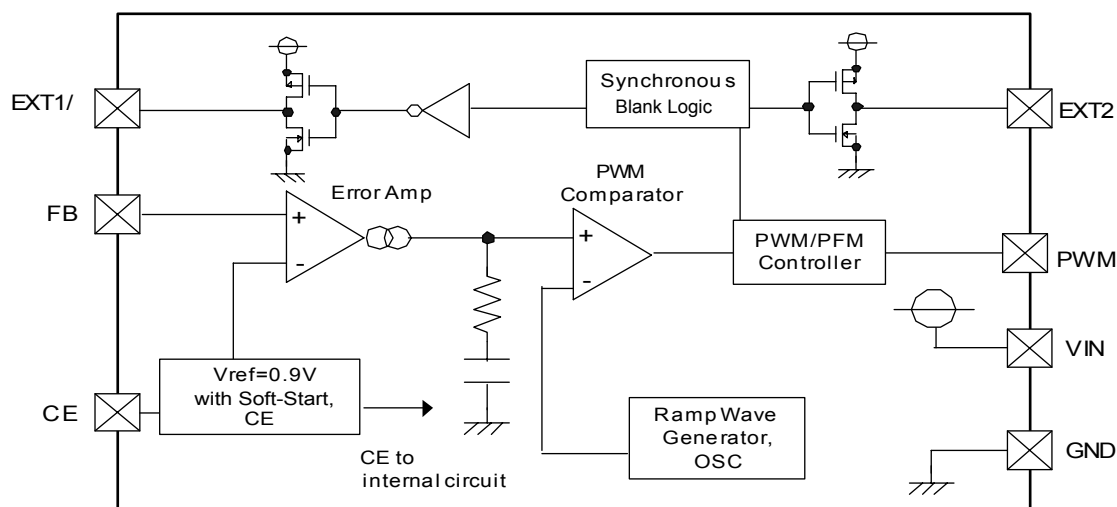 EXT1/
Synchronous
Blank Logic
EXT2
FB
Error Amp
+
-
PWM
Comparator
+
-
PWM/PFM
Controller
PWM
VIN
CE
Vref=0.9V
with Soft-Start,
CE
CE to
internal circuit
Ramp Wave
Generator,
OSC
GND